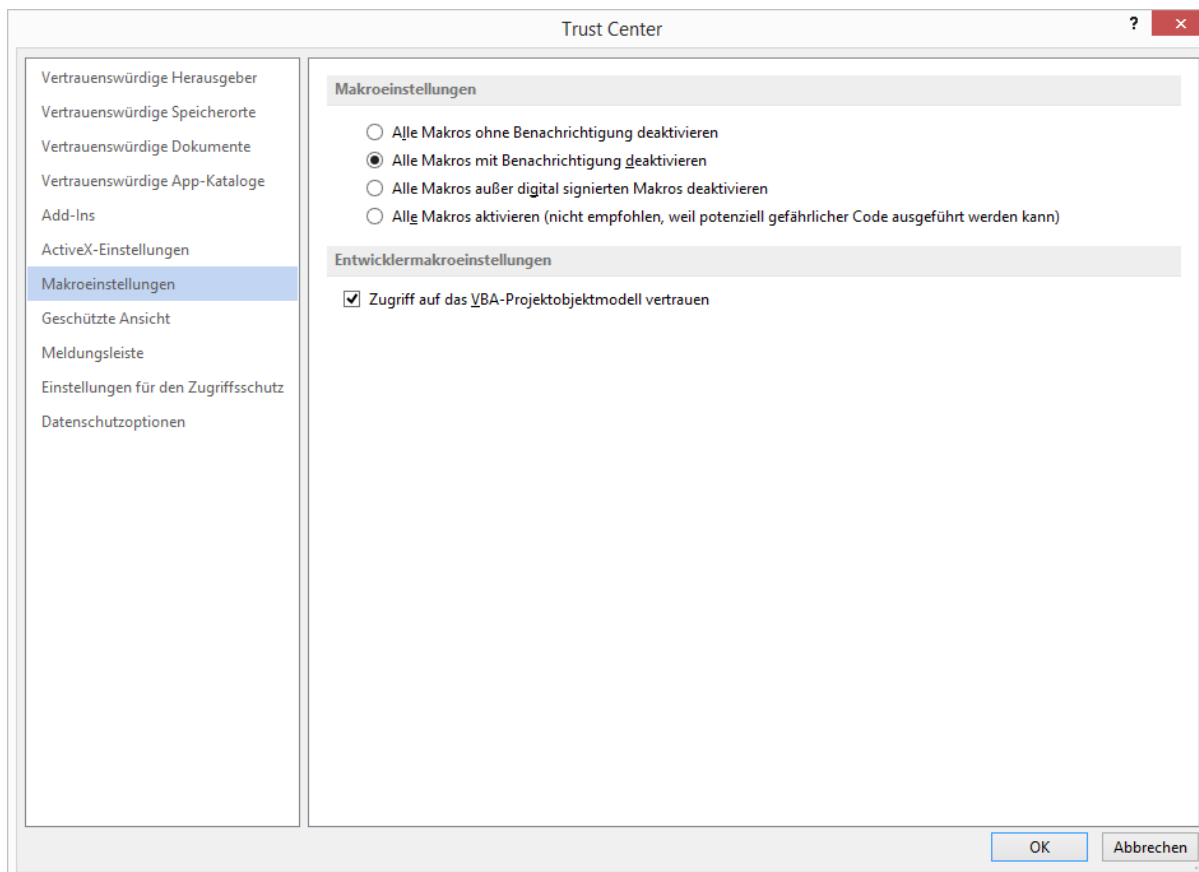 Trust Center
?
Vertrauenswürdige Herausgeber
Vertrauenswürdige Speicherorte
Vertrauenswürdige Dokumente
Vertrauenswürdige App-Kataloge
Add-Ins
ActiveX-Einstellungen
Makroeinstellungen
Geschützte Ansicht
Meldungsleiste
Einstellungen für den Zugriffsschutz
Datenschutzoptionen
Makroeinstellungen
Alle Makros ohne Benachrichtigung deaktivieren
Alle Makros mit Benachrichtigung deaktivieren
Alle Makros außer digital signierten Makros deaktivieren
Alle Makros aktivieren (nicht empfohlen, weil potenziell gefährlicher Code ausgeführt werden kann)
Entwicklermakroeinstellungen
Zugriff auf das VBA-Projektobjektmodell vertrauen
OK
Abbrechen